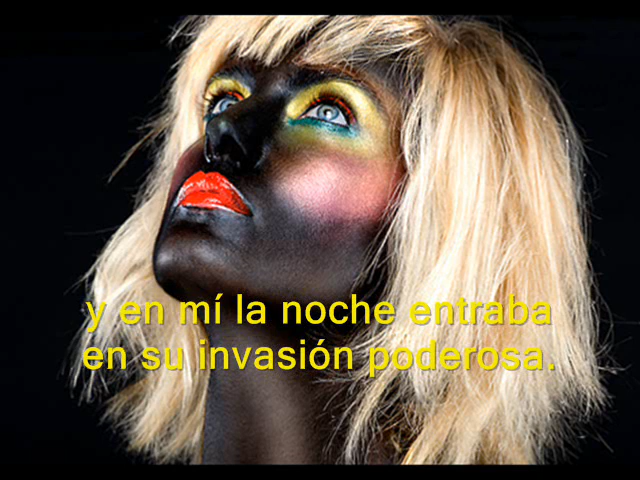 y en mí la noche entraba
en su invasión poderosa.